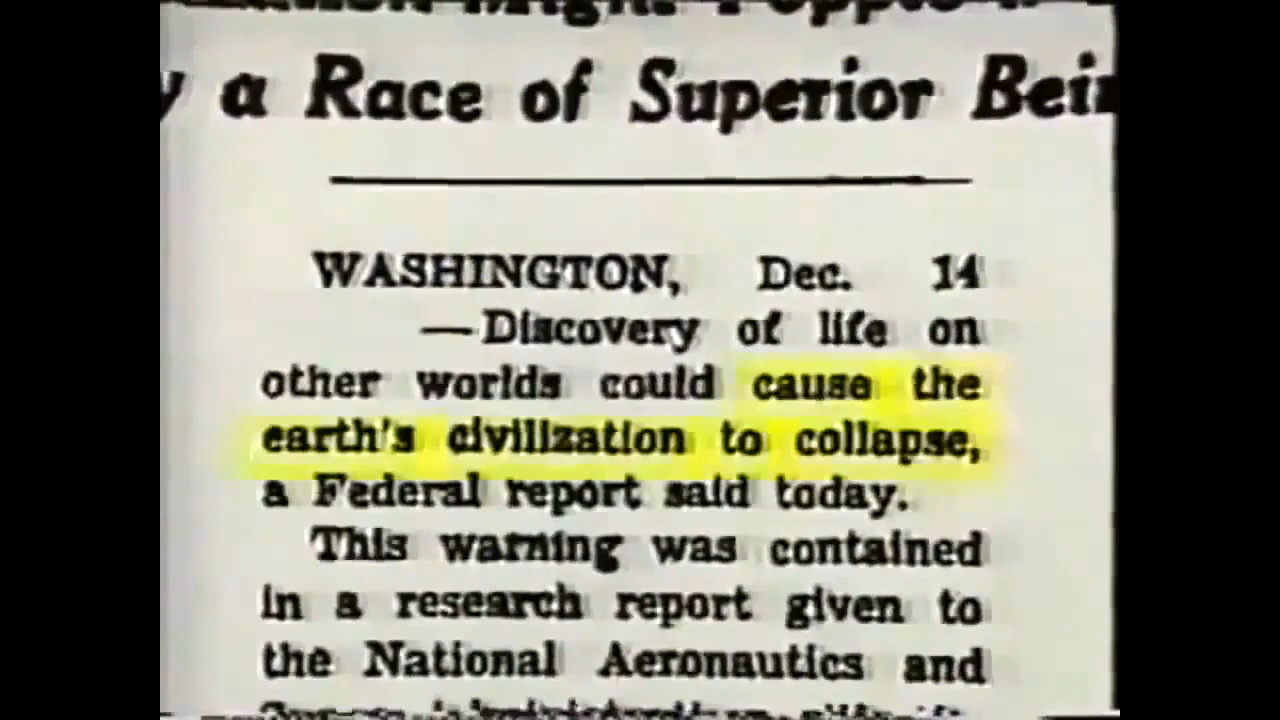 a Race of Superior
WASHINGTON, Dec. 14
—Discovery of life on
other worlds could cause the
earth's civilization to collapse,
a Federal report said today.
This warning was contained
in a research report given to
the National Aeronautics and